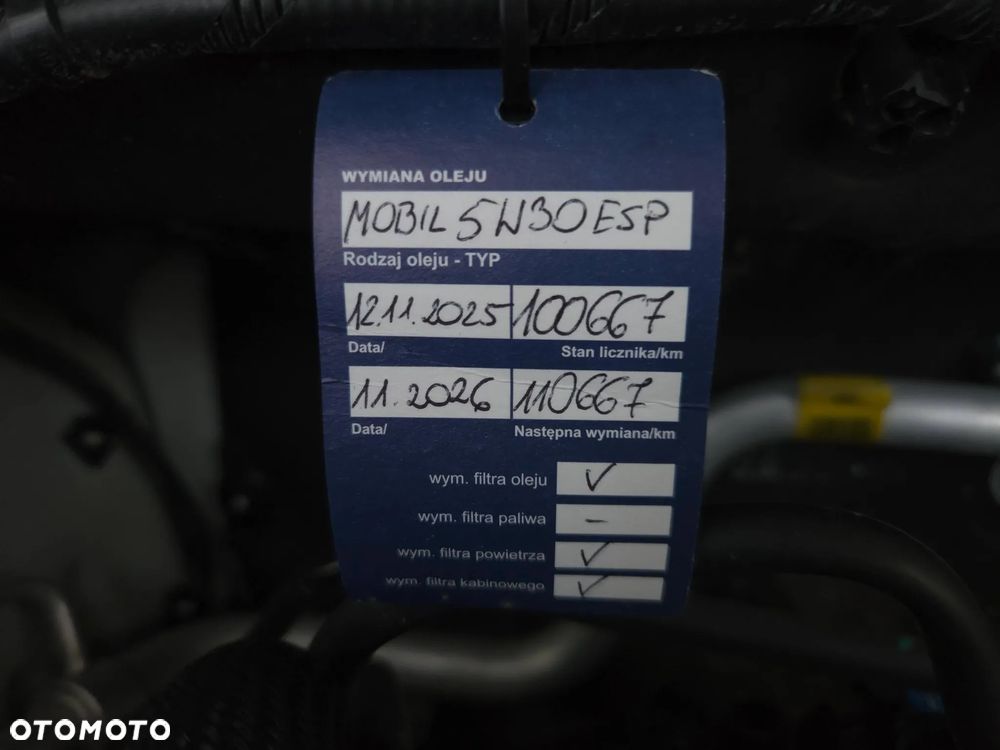 WYMIANA OLEJU
MOBIL 5W30 ESP
Rodzaj oleju - TYP
12.11.2025 100667
Data/ Stan licznika/km
11.2026 110667
Data/ Następna wymiana/km
wym. filtra oleju ✓
wym. filtra paliwa -
wym. filtra powietrza ✓
wym. filtra kabinowego ✓
OTOMOTO